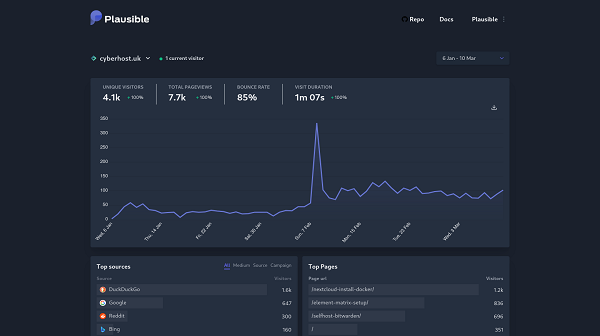 Plausible
Repo Docs Plausible
cyberhost.uk 1 current visitor 6 Jan - 10 Mar
UNIQUE VISITORS TOTAL PAGEVIEWS BOUNCE RATE VISIT DURATION
4.1k +100% 7.7k +100% 85% 1m 07s +100%
350
300
250
200
150
100
50
0
Wed, 6 Jan Thu, 14 Jan Fri, 22 Jan Sat, 30 Jan Sun, 7 Feb Mon, 15 Feb Tue, 23 Feb Wed, 3 Mar
Top sources All Medium Source Campaign
Source Visitors
DuckDuckGo 1.6k
Google 647
Reddit 300
Bing 160
Top Pages
Page url Visitors
/nextcloud-install-docker/ 1.2k
/element-matrix-setup/ 836
/selfhost-bitwarden/ 696
/ 351